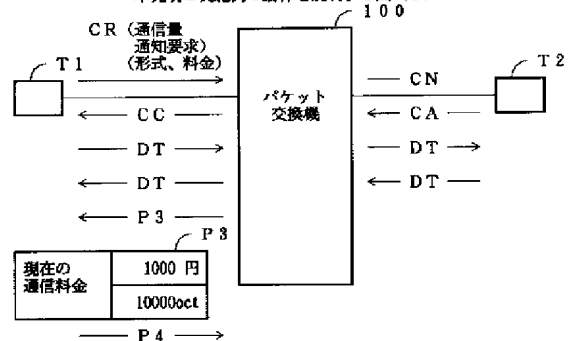 100
CR(通信量
通知要求)
(形式、料金)
T1
T2
パケット
交換機
CN
CC
CA
DT
DT
DT
DT
P3
P3
現在の
通信料金
1000 円
10000oct
P4